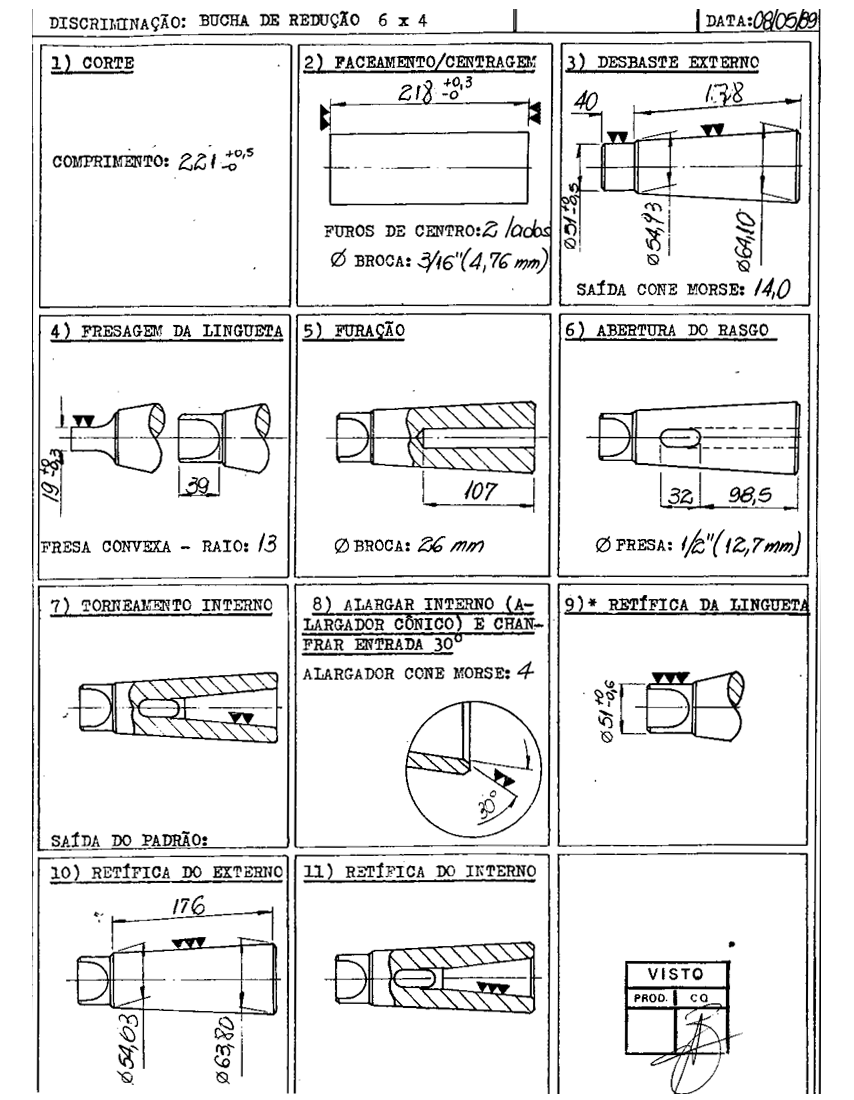 DISCRIMINAÇÃO: BUCHA DE REDUÇÃO 6 x 4
DATA: 08/05/89
1) CORTE
COMPRIMENTO: 221 +0,5 -0
2) FACEAMENTO/CENTRAGEM
218 +0,3 -0
FUROS DE CENTRO: 2 lados
Ø BROCA: 3/16" (4,76 mm)
3) DESBASTE EXTERNO
40
178
Ø51 +0 -0,5
Ø54,93
Ø64,10
SAÍDA CONE MORSE: 14,0
4) FRESAGEM DA LINGUETA
19 +0 -0,3
39
FRESA CONVEXA - RAIO: 13
5) FURAÇÃO
107
Ø BROCA: 26 mm
6) ABERTURA DO RASGO
32
98,5
Ø FRESA: 1/2" (12,7 mm)
7) TORNEAMENTO INTERNO
SAÍDA DO PADRÃO:
8) ALARGAR INTERNO (A-
LARGADOR CÔNICO) E CHAN-
FRAR ENTRADA 30°
ALARGADOR CONE MORSE: 4
30°
9)* RETÍFICA DA LINGUETA
Ø51 +0 -0,6
10) RETÍFICA DO EXTERNO
176
Ø54,03
Ø63,80
11) RETÍFICA DO INTERNO
VISTO
PROD. CQ